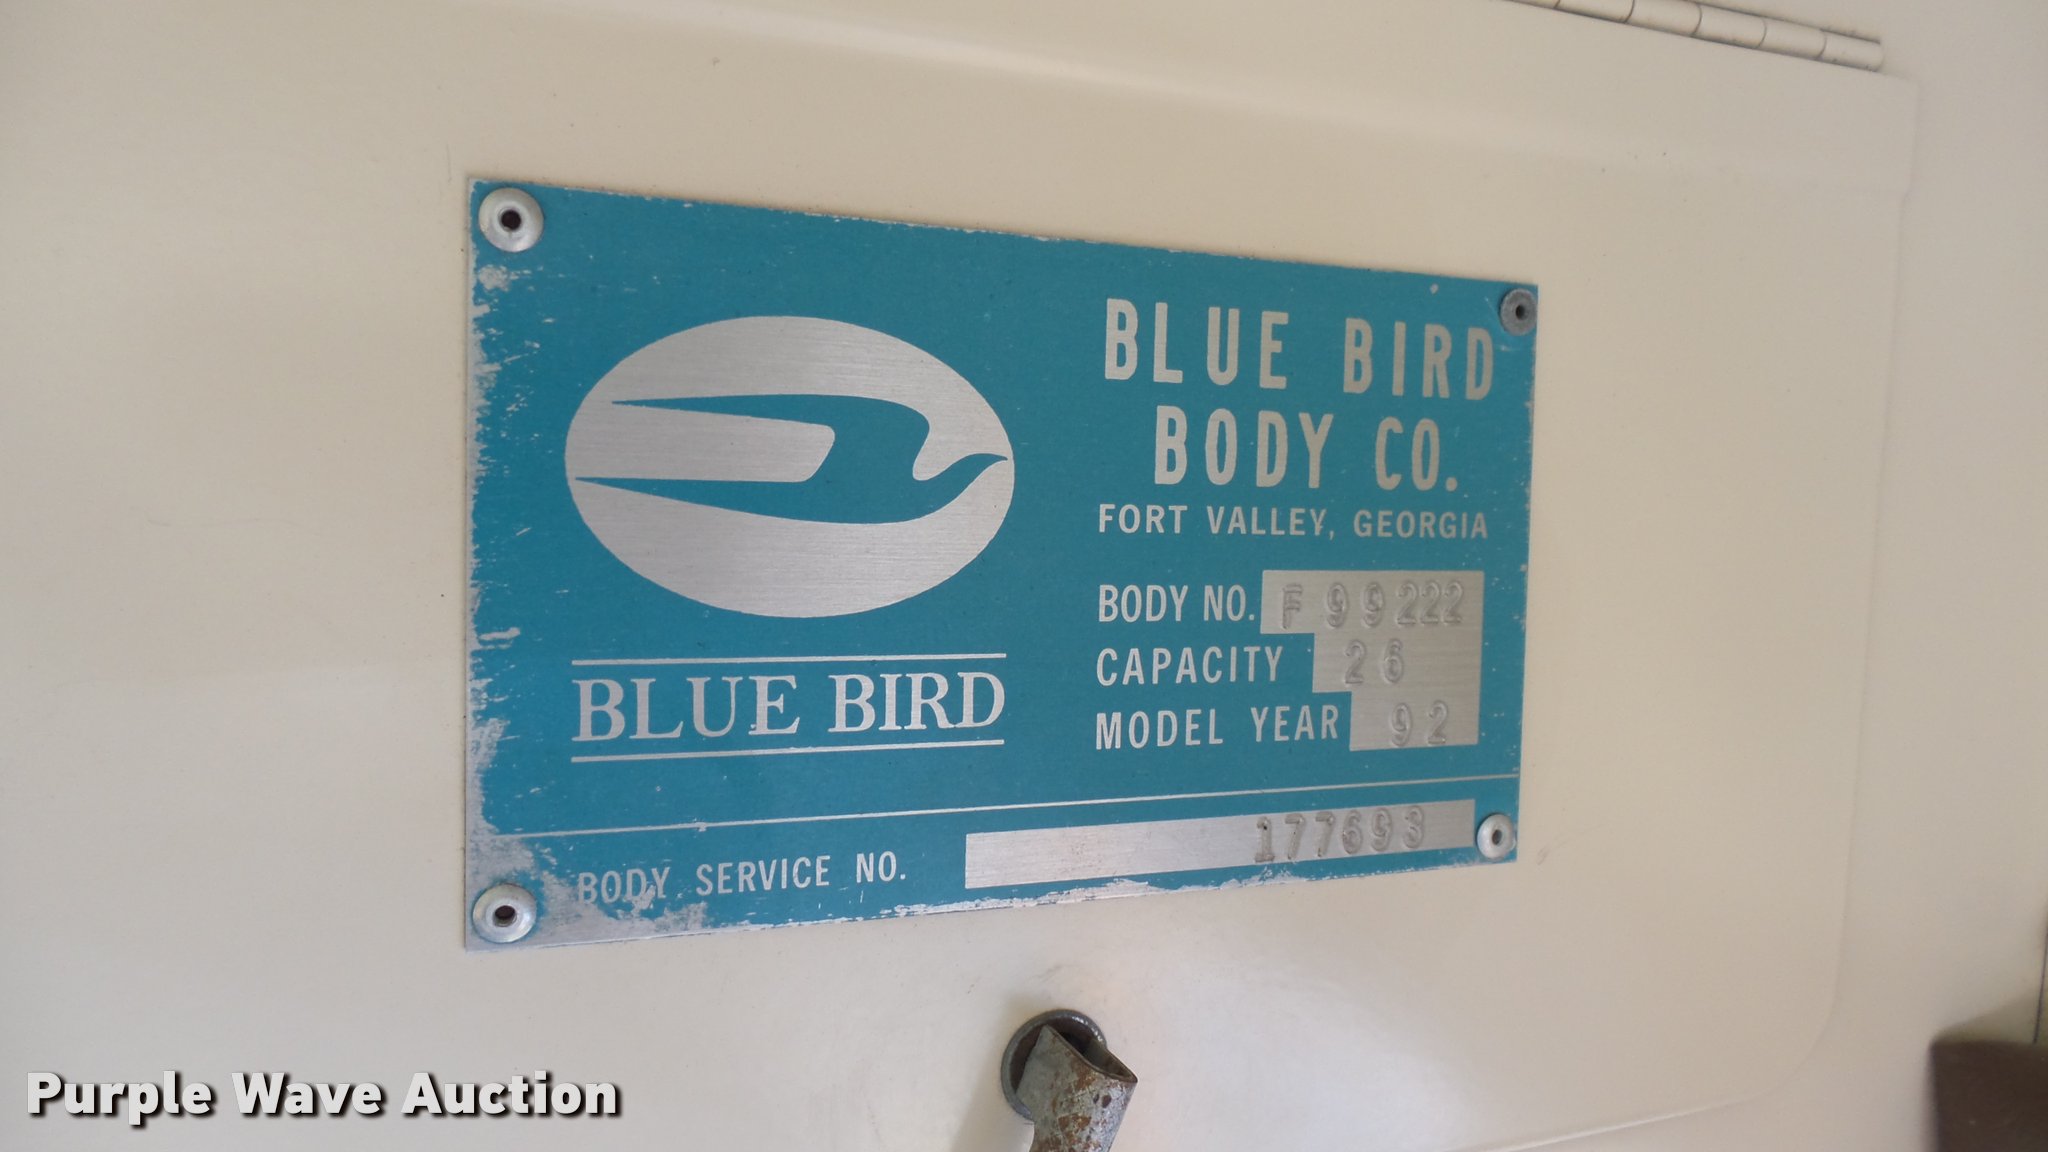 BLUE BIRD
BLUE BIRD
BODY CO.
FORT VALLEY, GEORGIA
BODY NO. F 99222
CAPACITY 26
MODEL YEAR 92
BODY SERVICE NO. 177693
Purple Wave Auction